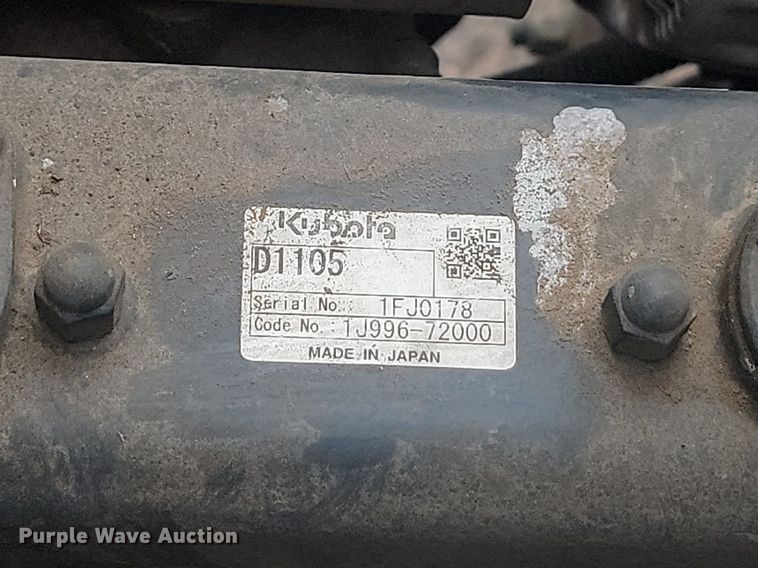 Kubota
D1105
Serial No.: 1FJ0178
Code No.: 1J996-72000
MADE IN JAPAN
Purple Wave Auction